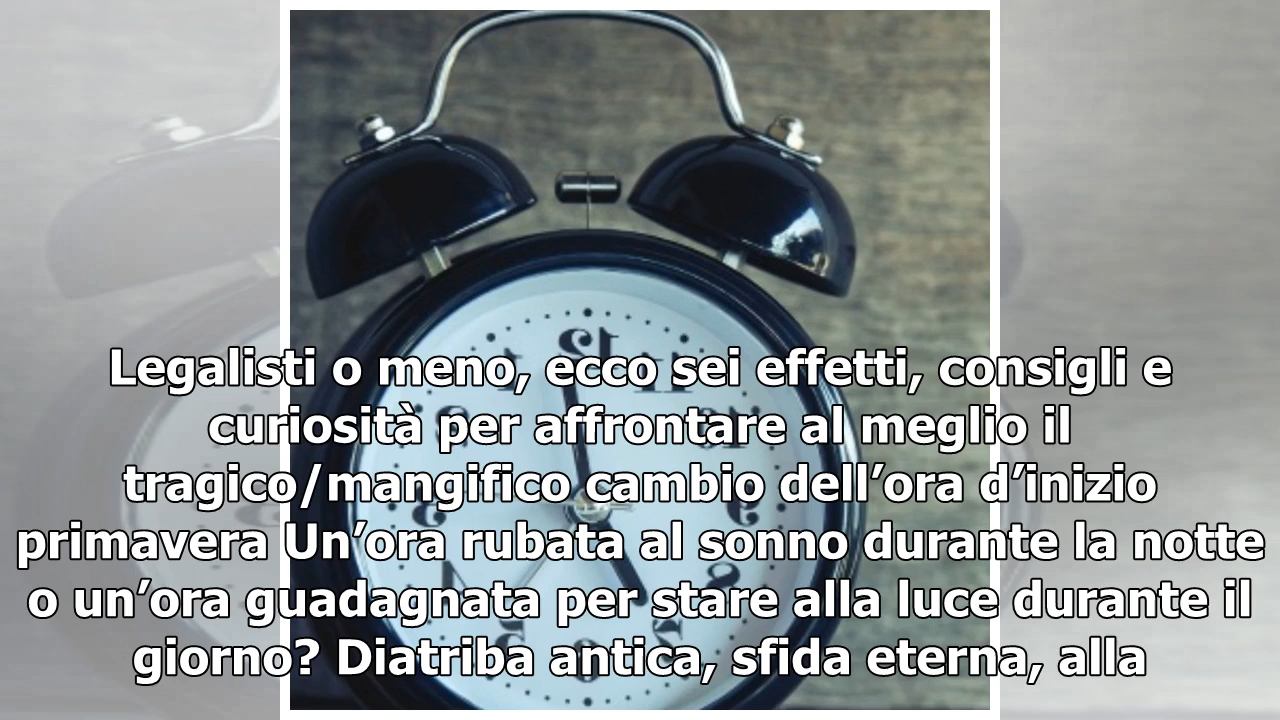 Legalisti o meno, ecco sei effetti, consigli e
curiosità per affrontare al meglio il
tragico/mangifico cambio dell’ora d’inizio
primavera Un’ora rubata al sonno durante la notte
o un’ora guadagnata per stare alla luce durante il
giorno? Diatriba antica, sfida eterna, alla